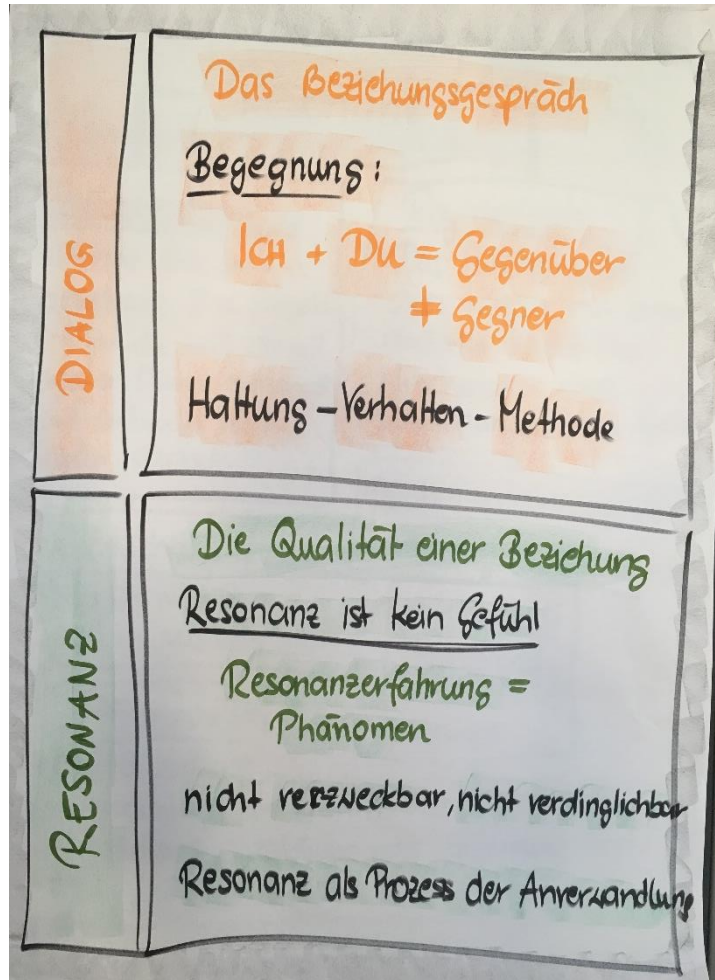 DIALOG
Das Beziehungsgespräch
Begegnung:
ICH + DU = Gegenüber
≠ Gegner
Haltung – Verhalten - Methode
RESONANZ
Die Qualität einer Beziehung
Resonanz ist kein Gefühl
Resonanzerfahrung =
Phänomen
nicht verzweckbar, nicht verdinglichbar
Resonanz als Prozess der Anverwandlung